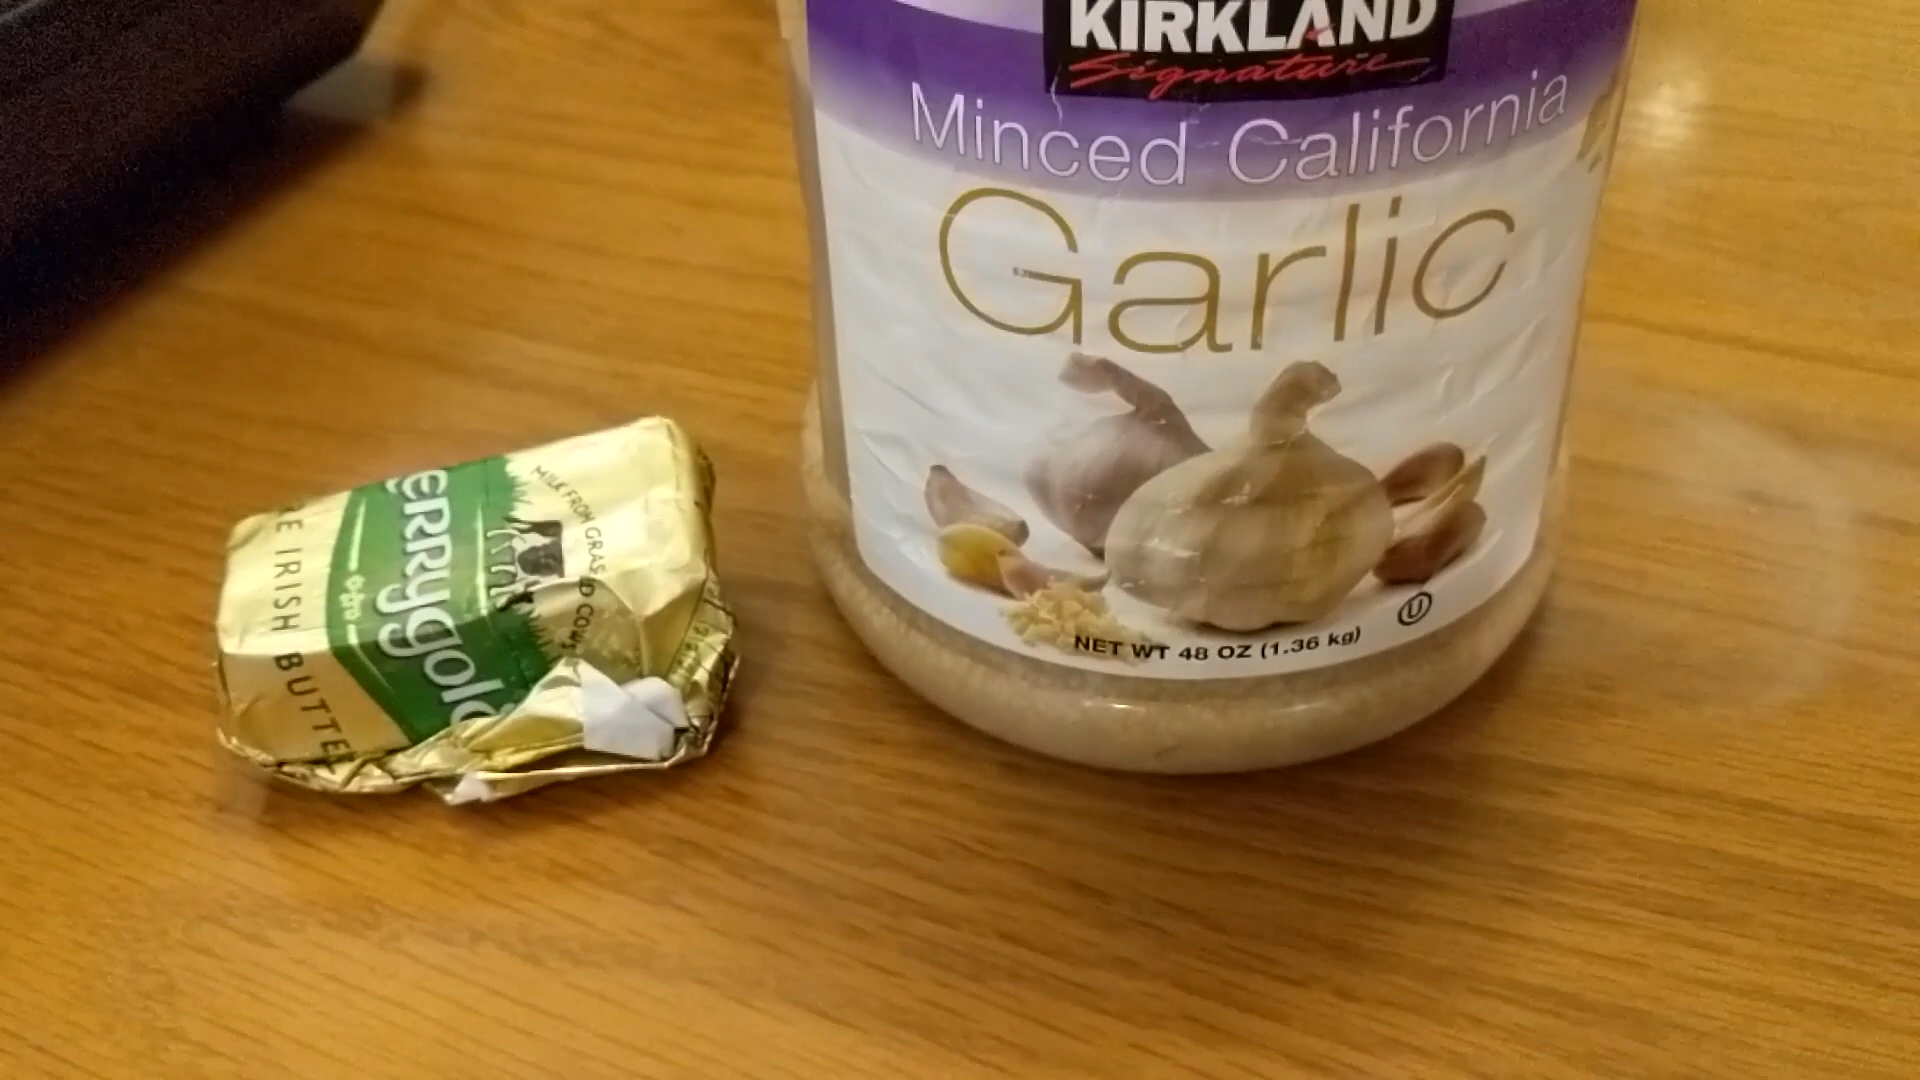 KIRKLAND
Signature
Minced California
Garlic
NET WT 48 OZ (1.36 kg)
U
MILK FROM GRAS D COWS
ERRYgold
IRISH BUTTE